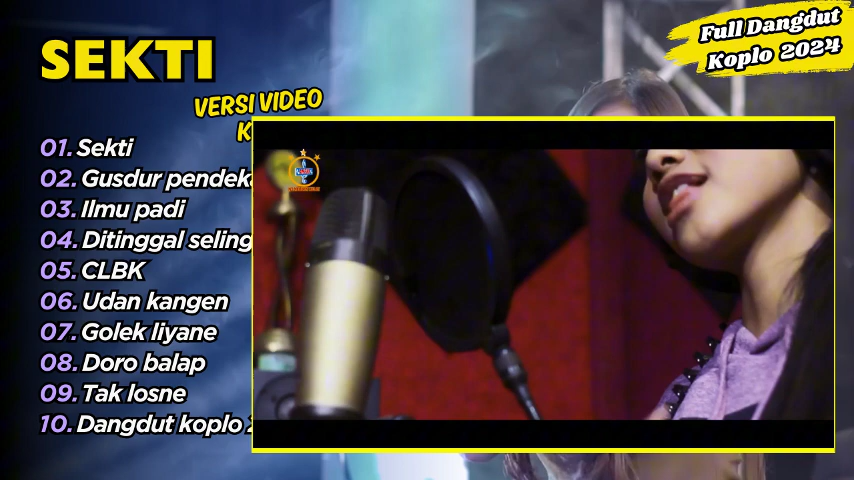 SEKTI
Full Dangdut
Koplo 2024
VERSI VIDEO
01. Sekti
02. Gusdur pendek
03. Ilmu padi
04. Ditinggal seling
05. CLBK
06. Udan kangen
07. Golek liyane
08. Doro balap
09. Tak losne
10. Dangdut koplo